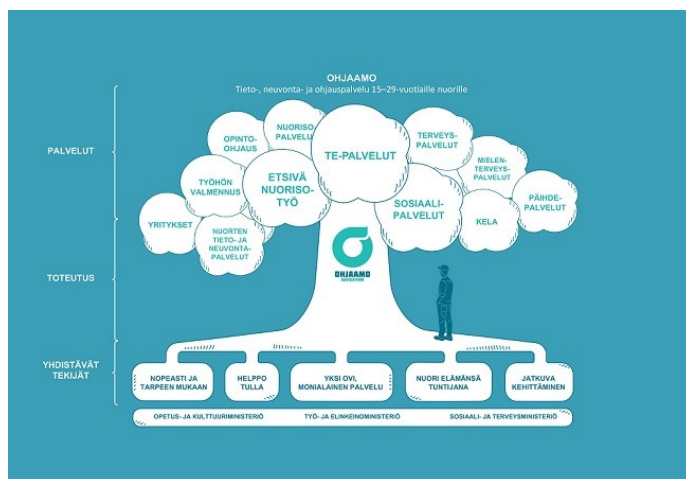 OHJAAMO
Tieto-, neuvonta- ja ohjauspalvelu 15–29-vuotiaille nuorille
PALVELUT
TOTEUTUS
YHDISTÄVÄT
TEKIJÄT
YRITYKSET
TYÖHÖN
VALMENNUS
OPINTO-
OHJAUS
NUORISO
PALVELU
NUORTEN
TIETO- JA
NEUVONTA-
PALVELUT
ETSIVÄ
NUORISO-
TYÖ
TE-PALVELUT
SOSIAALI-
PALVELUT
TERVEYS-
PALVELUT
MIELEN-
TERVEYS-
PALVELUT
KELA
PÄIHDE-
PALVELUT
OHJAAMO
NAVIGATORN
NOPEASTI JA
TARPEEN MUKAAN
HELPPO
TULLA
YKSI OVI,
MONIALAINEN PALVELU
NUORI ELÄMÄNSÄ
TUNTIJANA
JATKUVA
KEHITTÄMINEN
OPETUS- JA KULTTUURIMINISTERIÖ
TYÖ- JA ELINKEINOMINISTERIÖ
SOSIAALI- JA TERVEYSMINISTERIÖ